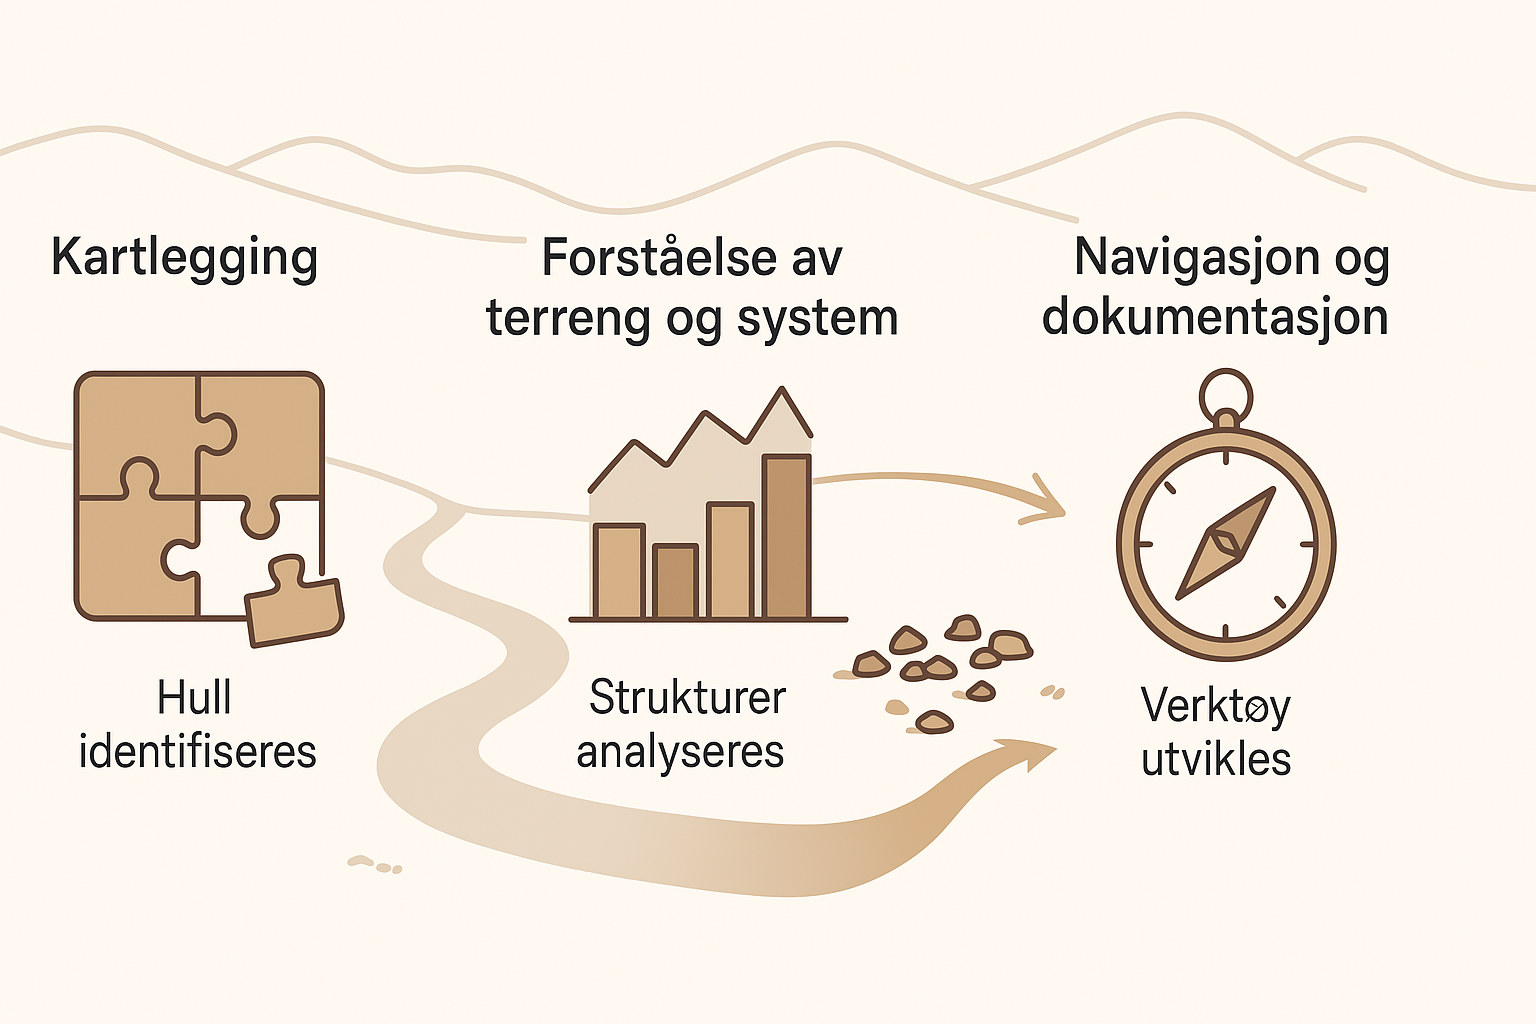 Kartlegging
Hull
identifiseres
Forståelse av
terreng og system
Strukturer
analyseres
Navigasjon og
dokumentasjon
Verktøy
utvikles